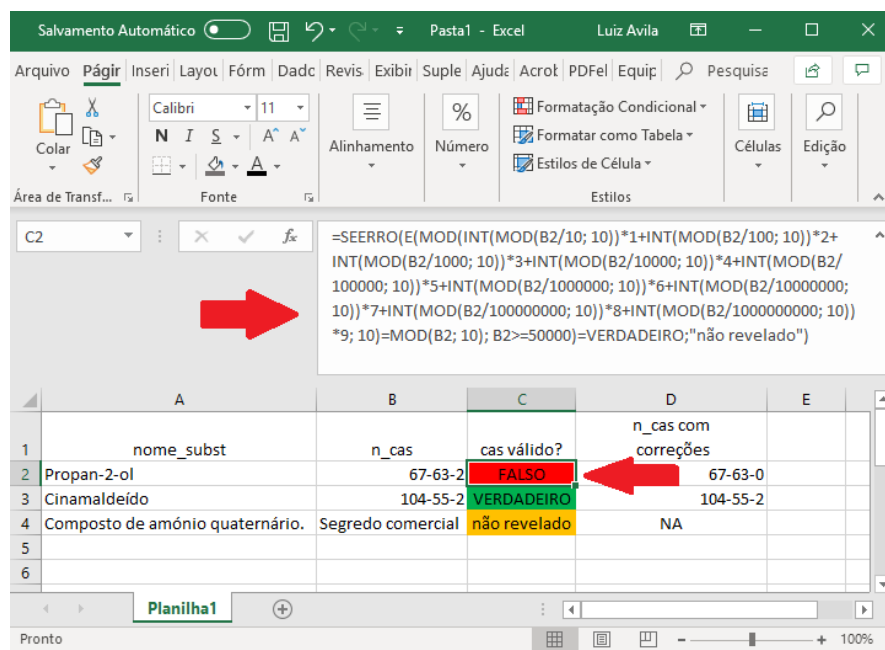 Salvamento Automático Pasta1 - Excel Luiz Avila
Arquivo Págir Inseri Layou Fórm Dadc Revis Exibir Suple Ajuda Acrob PDFel Equip Pesquisa
Colar
Calibri 11
N I S A A
A
Alinhamento
%
Número
Formatação Condicional
Formatar como Tabela
Estilos de Célula
Células
Edição
Área de Transf... Fonte Estilos
C2 fx
=SEERRO(E(MOD(INT(MOD(B2/10; 10))*1+INT(MOD(B2/100; 10))*2+
INT(MOD(B2/1000; 10))*3+INT(MOD(B2/10000; 10))*4+INT(MOD(B2/
100000; 10))*5+INT(MOD(B2/1000000; 10))*6+INT(MOD(B2/10000000;
10))*7+INT(MOD(B2/100000000; 10))*8+INT(MOD(B2/1000000000; 10))
*9; 10)=MOD(B2; 10); B2>=50000)=VERDADEIRO;"não revelado")
A B C D E
1 nome_subst n_cas cas válido? n_cas com
correções
2 Propan-2-ol 67-63-2 FALSO 67-63-0
3 Cinamaldeído 104-55-2 VERDADEIRO 104-55-2
4 Composto de amónio quaternário. Segredo comercial não revelado NA
5
6
Planilha1
Pronto 100%